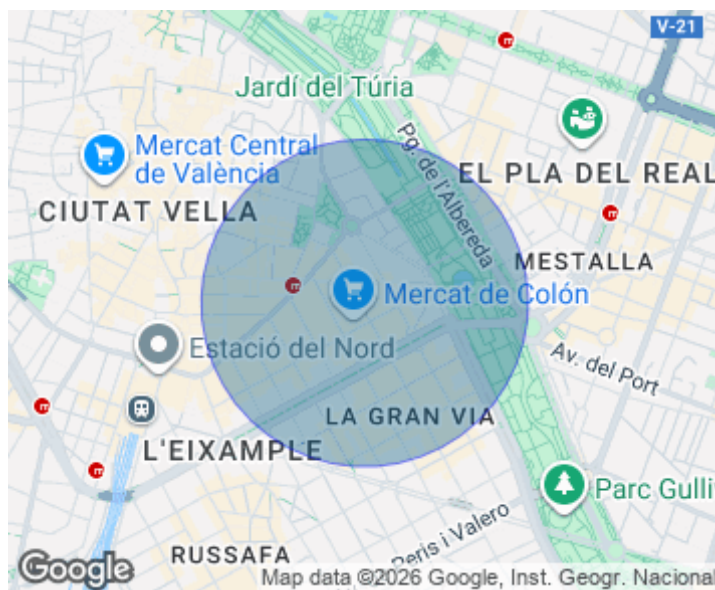 V-21
Jardí del Túria
Mercat Central
de València
Pg. de l'Albereda
EL PLA DEL REAL
CIUTAT VELLA
MESTALLA
Mercat de Colón
Estació del Nord
Av. del Port
LA GRAN VIA
L'EIXAMPLE
Parc Gulli
Peris i Valero
RUSSAFA
Google
Map data ©2026 Google, Inst. Geogr. Nacional